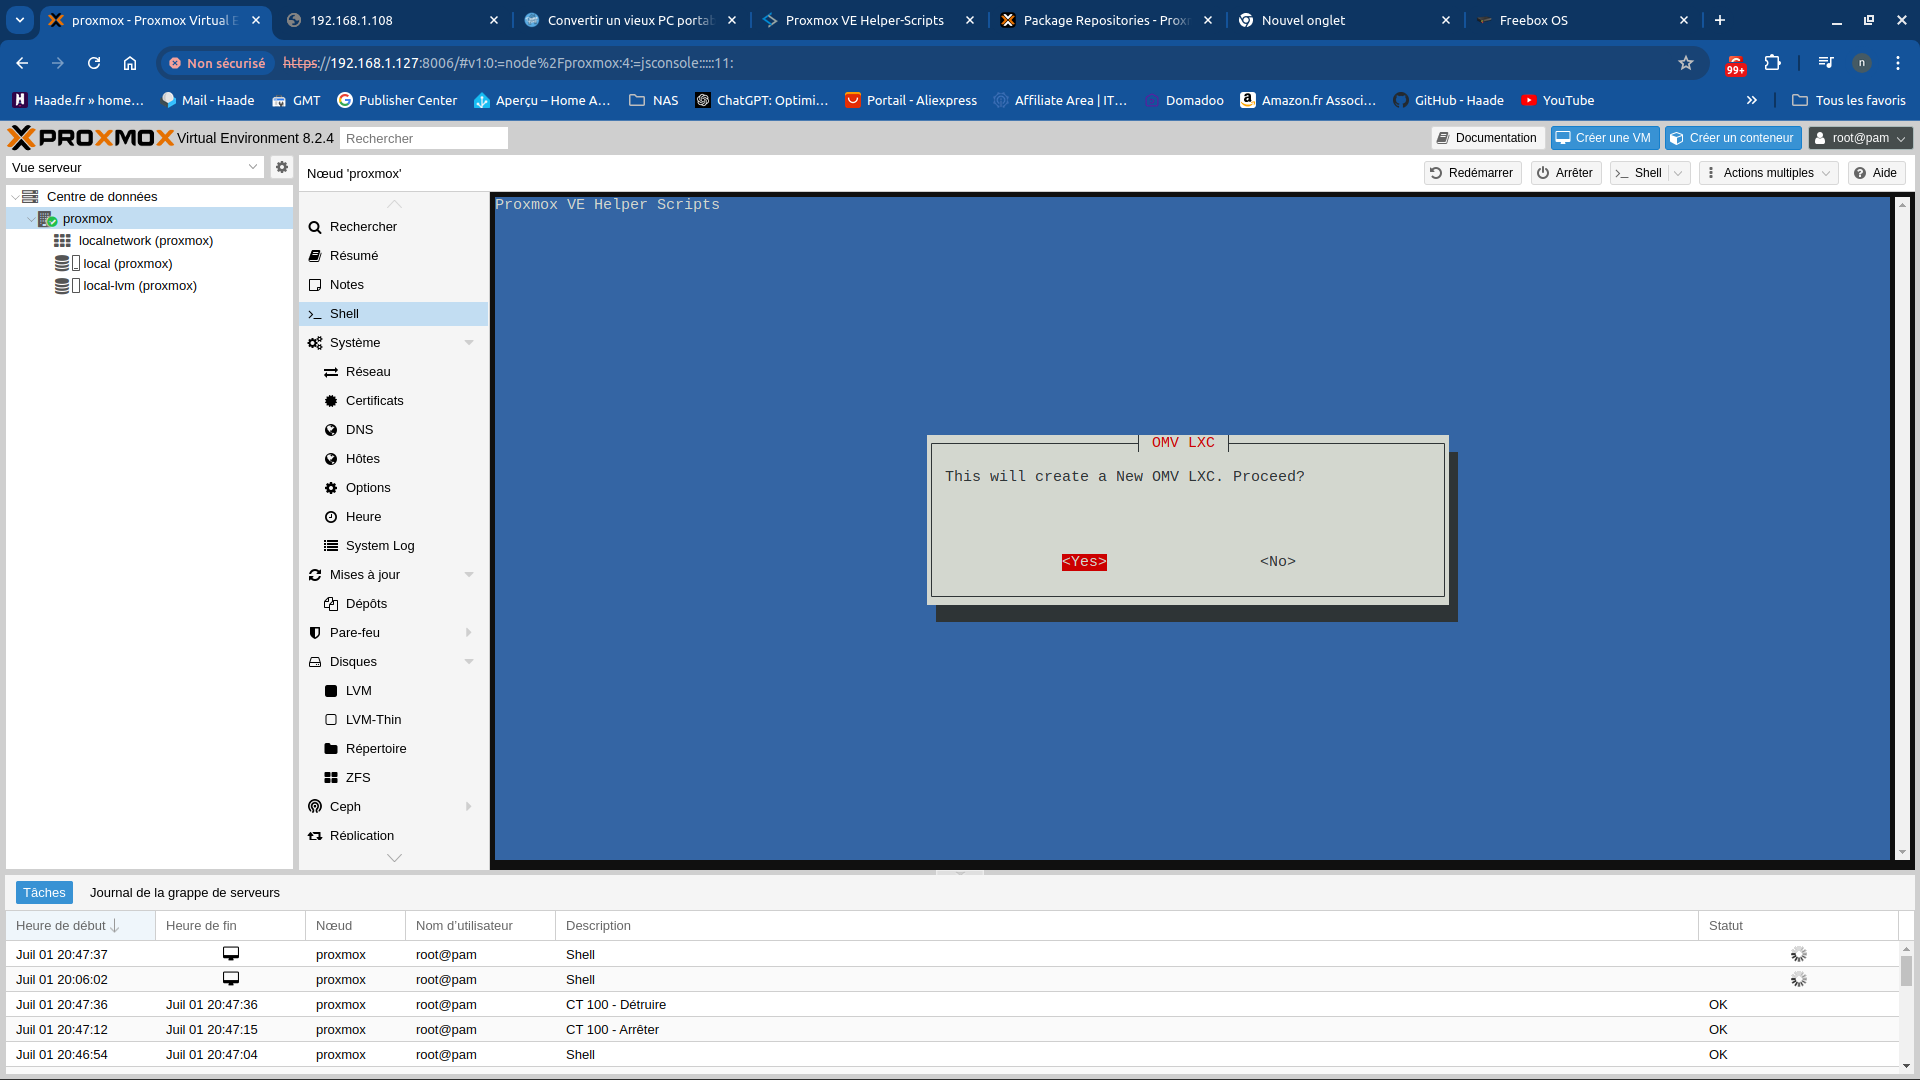 proxmox - Proxmox Virtual E
192.168.1.108
Convertir un vieux PC portab
Proxmox VE Helper-Scripts
Package Repositories - Prox
Nouvel onglet
Freebox OS
Non sécurisé
https://192.168.1.127:8006/#v1:0:=node%2Fproxmox:4:=jsconsole:::::11:
99+
n
Haade.fr » home…
Mail - Haade
GMT
Publisher Center
Aperçu – Home A…
NAS
ChatGPT: Optimi…
Portail - Aliexpress
Affiliate Area | IT…
Domadoo
Amazon.fr Associ…
GitHub - Haade
YouTube
Tous les favoris
PROXMOX Virtual Environment 8.2.4
Rechercher
Documentation
Créer une VM
Créer un conteneur
root@pam
Vue serveur
Centre de données
proxmox
localnetwork (proxmox)
local (proxmox)
local-lvm (proxmox)
Nœud 'proxmox'
Redémarrer
Arrêter
Shell
Actions multiples
Aide
Rechercher
Résumé
Notes
Shell
Système
Réseau
Certificats
DNS
Hôtes
Options
Heure
System Log
Mises à jour
Dépôts
Pare-feu
Disques
LVM
LVM-Thin
Répertoire
ZFS
Ceph
Réplication
Proxmox VE Helper Scripts
OMV LXC
This will create a New OMV LXC. Proceed?
<Yes> <No>
Tâches
Journal de la grappe de serveurs
Heure de début Heure de fin Nœud Nom d'utilisateur Description Statut
Juil 01 20:47:37 proxmox root@pam Shell
Juil 01 20:06:02 proxmox root@pam Shell
Juil 01 20:47:36 Juil 01 20:47:36 proxmox root@pam CT 100 - Détruire OK
Juil 01 20:47:12 Juil 01 20:47:15 proxmox root@pam CT 100 - Arrêter OK
Juil 01 20:46:54 Juil 01 20:47:04 proxmox root@pam Shell OK